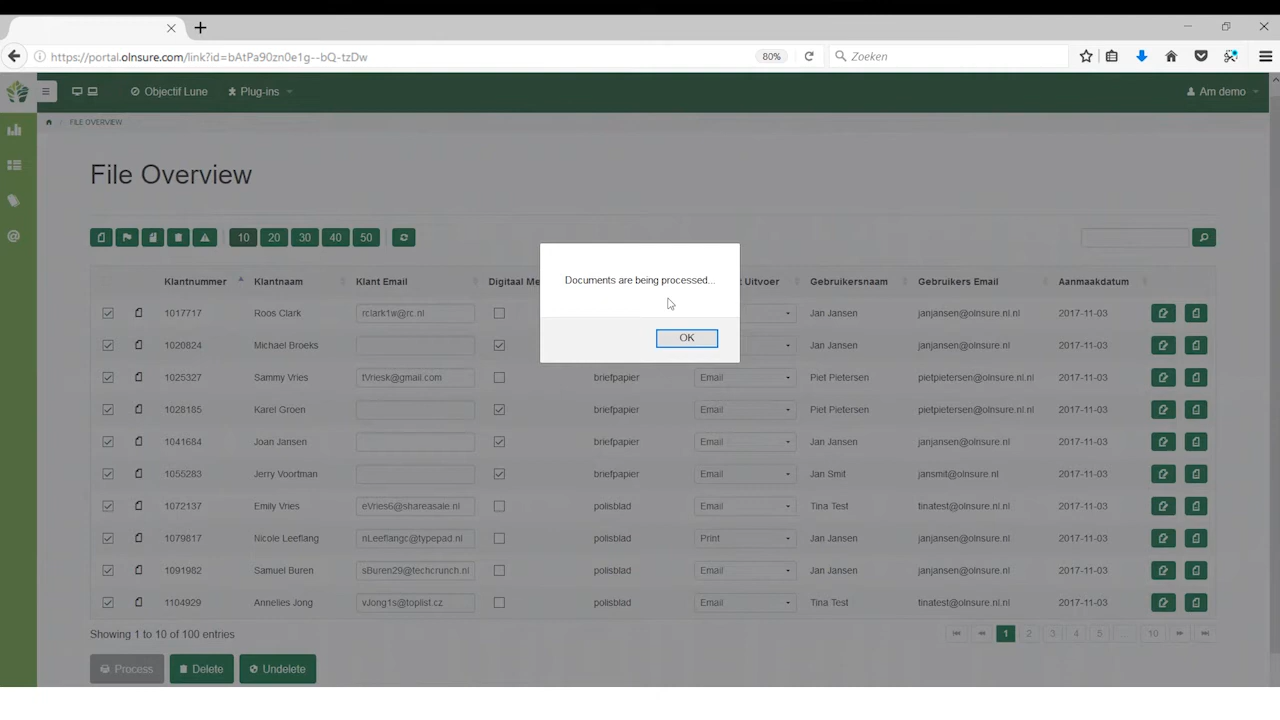 https://portal.olnsure.com/link?id=bAtPa90zn0e1g--bQ-tzDw
80%
Zoeken
Objectif Lune
Plug-ins
Am demo
FILE OVERVIEW
File Overview
10 20 30 40 50
Klantnummer Klantnaam Klant Email Digitaal Me Uitvoer Gebruikersnaam Gebruikers Email Aanmaakdatum
Documents are being processed...
OK
1017717 Roos Clark rclark1w@rc.nl Jan Jansen janjansen@olnsure.nl.nl 2017-11-03
1020824 Michael Broeks Jan Jansen janjansen@olnsure.nl.nl 2017-11-03
1025327 Sammy Vries tVriesk@gmail.com briefpapier Email Piet Pietersen pietpietersen@olnsure.nl.nl 2017-11-03
1028185 Karel Groen briefpapier Email Piet Pietersen pietpietersen@olnsure.nl.nl 2017-11-03
1041684 Joan Jansen briefpapier Email Jan Jansen janjansen@olnsure.nl.nl 2017-11-03
1055283 Jerry Voortman briefpapier Email Jan Smit jansmit@olnsure.nl 2017-11-03
1072137 Emily Vries eVries6@shareasale.nl polisblad Email Tina Test tinatest@olnsure.nl.nl 2017-11-03
1079817 Nicole Leeflang nLeeflangc@typepad.nl polisblad Print Jan Jansen janjansen@olnsure.nl.nl 2017-11-03
1091982 Samuel Buren sBuren29@techcrunch.nl polisblad Email Jan Jansen janjansen@olnsure.nl.nl 2017-11-03
1104929 Annelies Jong vJong1s@toplist.cz polisblad Email Tina Test tinatest@olnsure.nl.nl 2017-11-03
Showing 1 to 10 of 100 entries
1 2 3 4 5 ... 10
Process Delete Undelete